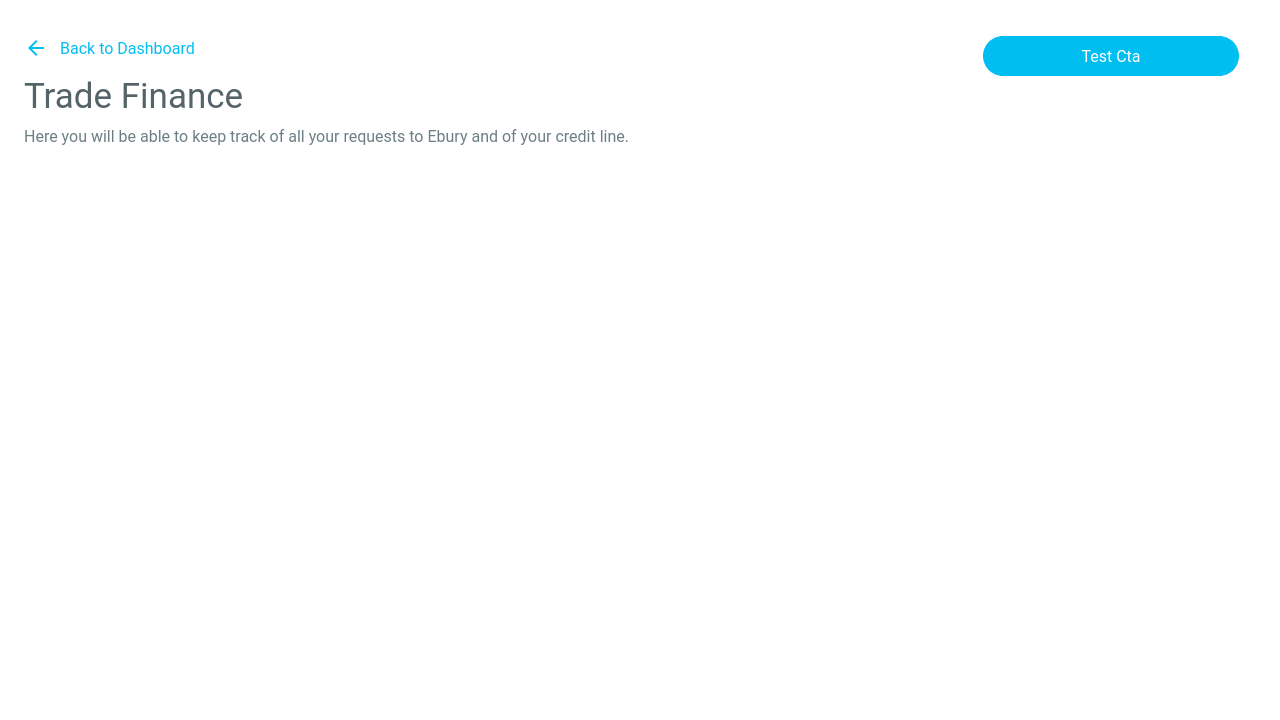 Back to Dashboard
Test Cta
Trade Finance
Here you will be able to keep track of all your requests to Ebury and of your credit line.